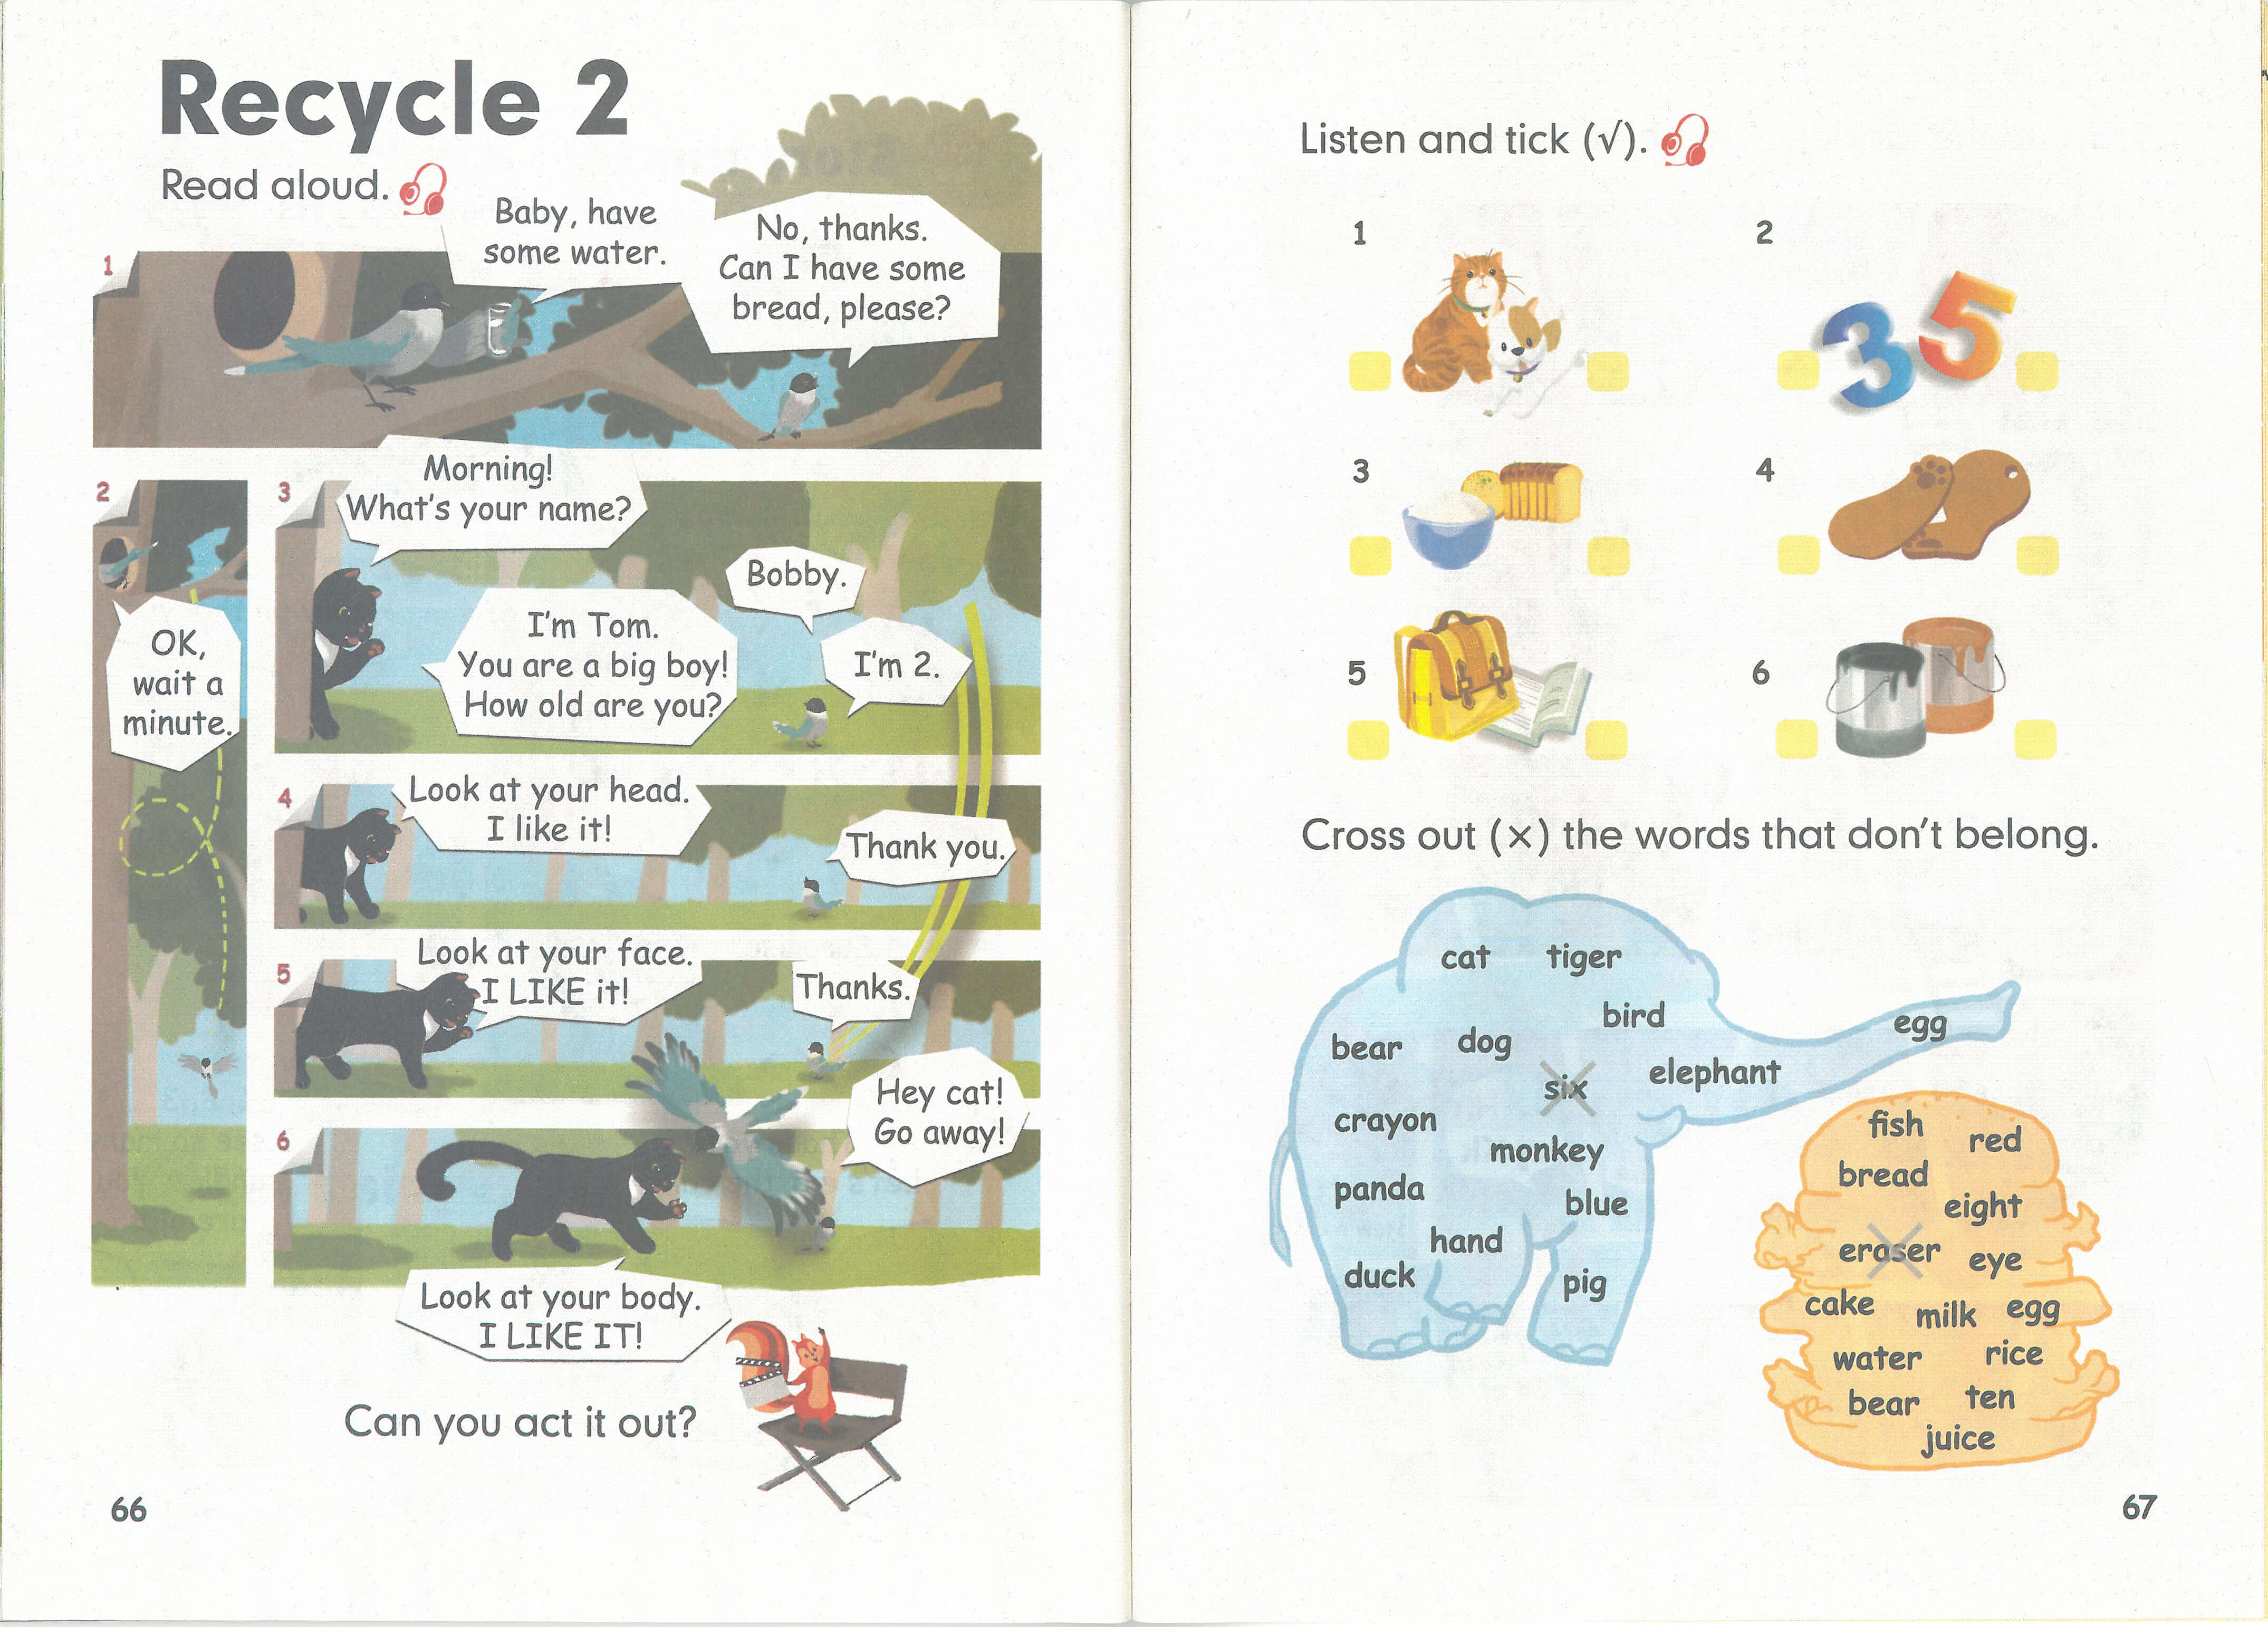 Recycle 2
Read aloud.
1
Baby, have
some water.
No, thanks.
Can I have some
bread, please?
2
OK,
wait a
minute.
3
Morning!
What's your name?
Bobby.
I'm Tom.
You are a big boy!
How old are you?
I'm 2.
4
Look at your head.
I like it!
Thank you.
5
Look at your face.
I LIKE it!
Thanks.
6
Hey cat!
Go away!
Look at your body.
I LIKE IT!
Can you act it out?
66
Listen and tick (√).
1
2
3 5
3
4
5
6
Cross out (×) the words that don't belong.
cat tiger
bird
egg
bear dog
six
elephant
crayon
monkey
panda
blue
hand
duck
pig
fish
red
bread
eight
eraser
eye
cake milk egg
water rice
bear ten
juice
67